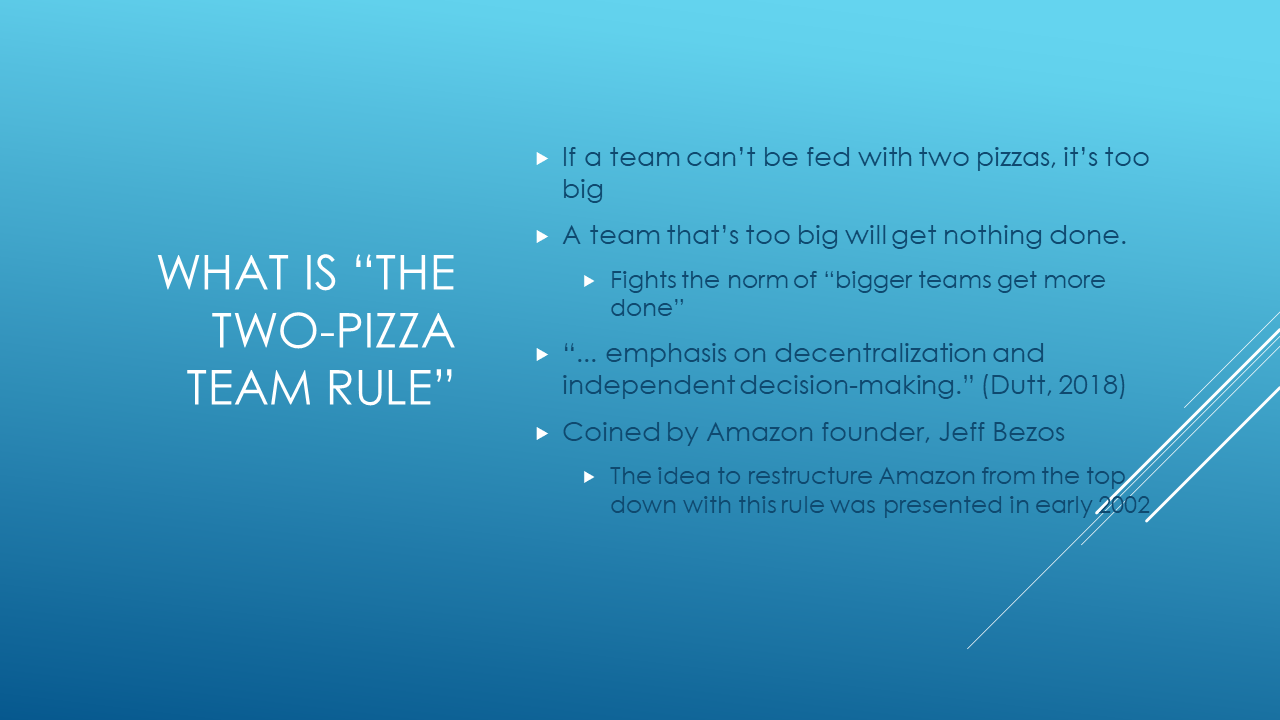 WHAT IS “THE
TWO-PIZZA
TEAM RULE”
If a team can’t be fed with two pizzas, it’s too
big
A team that’s too big will get nothing done.
Fights the norm of “bigger teams get more
done”
“... emphasis on decentralization and
independent decision-making.” (Dutt, 2018)
Coined by Amazon founder, Jeff Bezos
The idea to restructure Amazon from the top
down with this rule was presented in early 2002